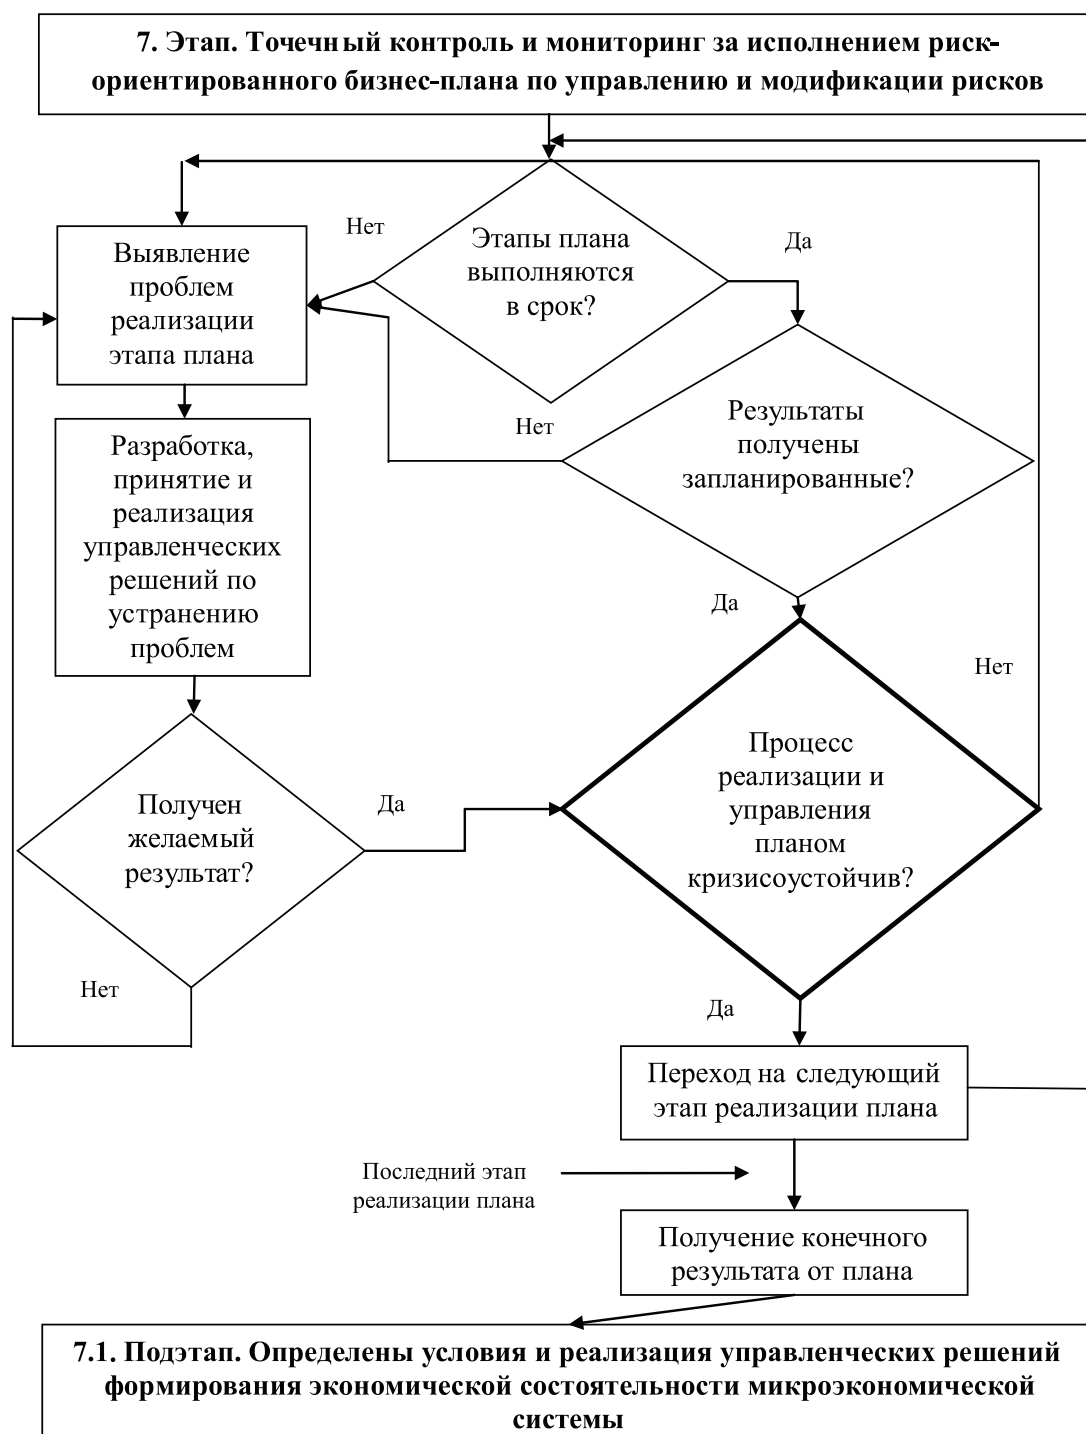 7. Этап. Точечный контроль и мониторинг за исполнением риск-
ориентированного бизнес-плана по управлению и модификации рисков
Нет
Этапы плана
выполняются
в срок?
Да
Выявление
проблем
реализации
этапа плана
Нет
Результаты
получены
запланированные?
Разработка,
принятие и
реализация
управленческих
решений по
устранению
проблем
Да
Нет
Процесс
реализации и
управления
планом
кризисоустойчив?
Получен
желаемый
результат?
Да
Нет
Да
Переход на следующий
этап реализации плана
Последний этап
реализации плана
Получение конечного
результата от плана
7.1. Подэтап. Определены условия и реализация управленческих решений
формирования экономической состоятельности микроэкономической
системы